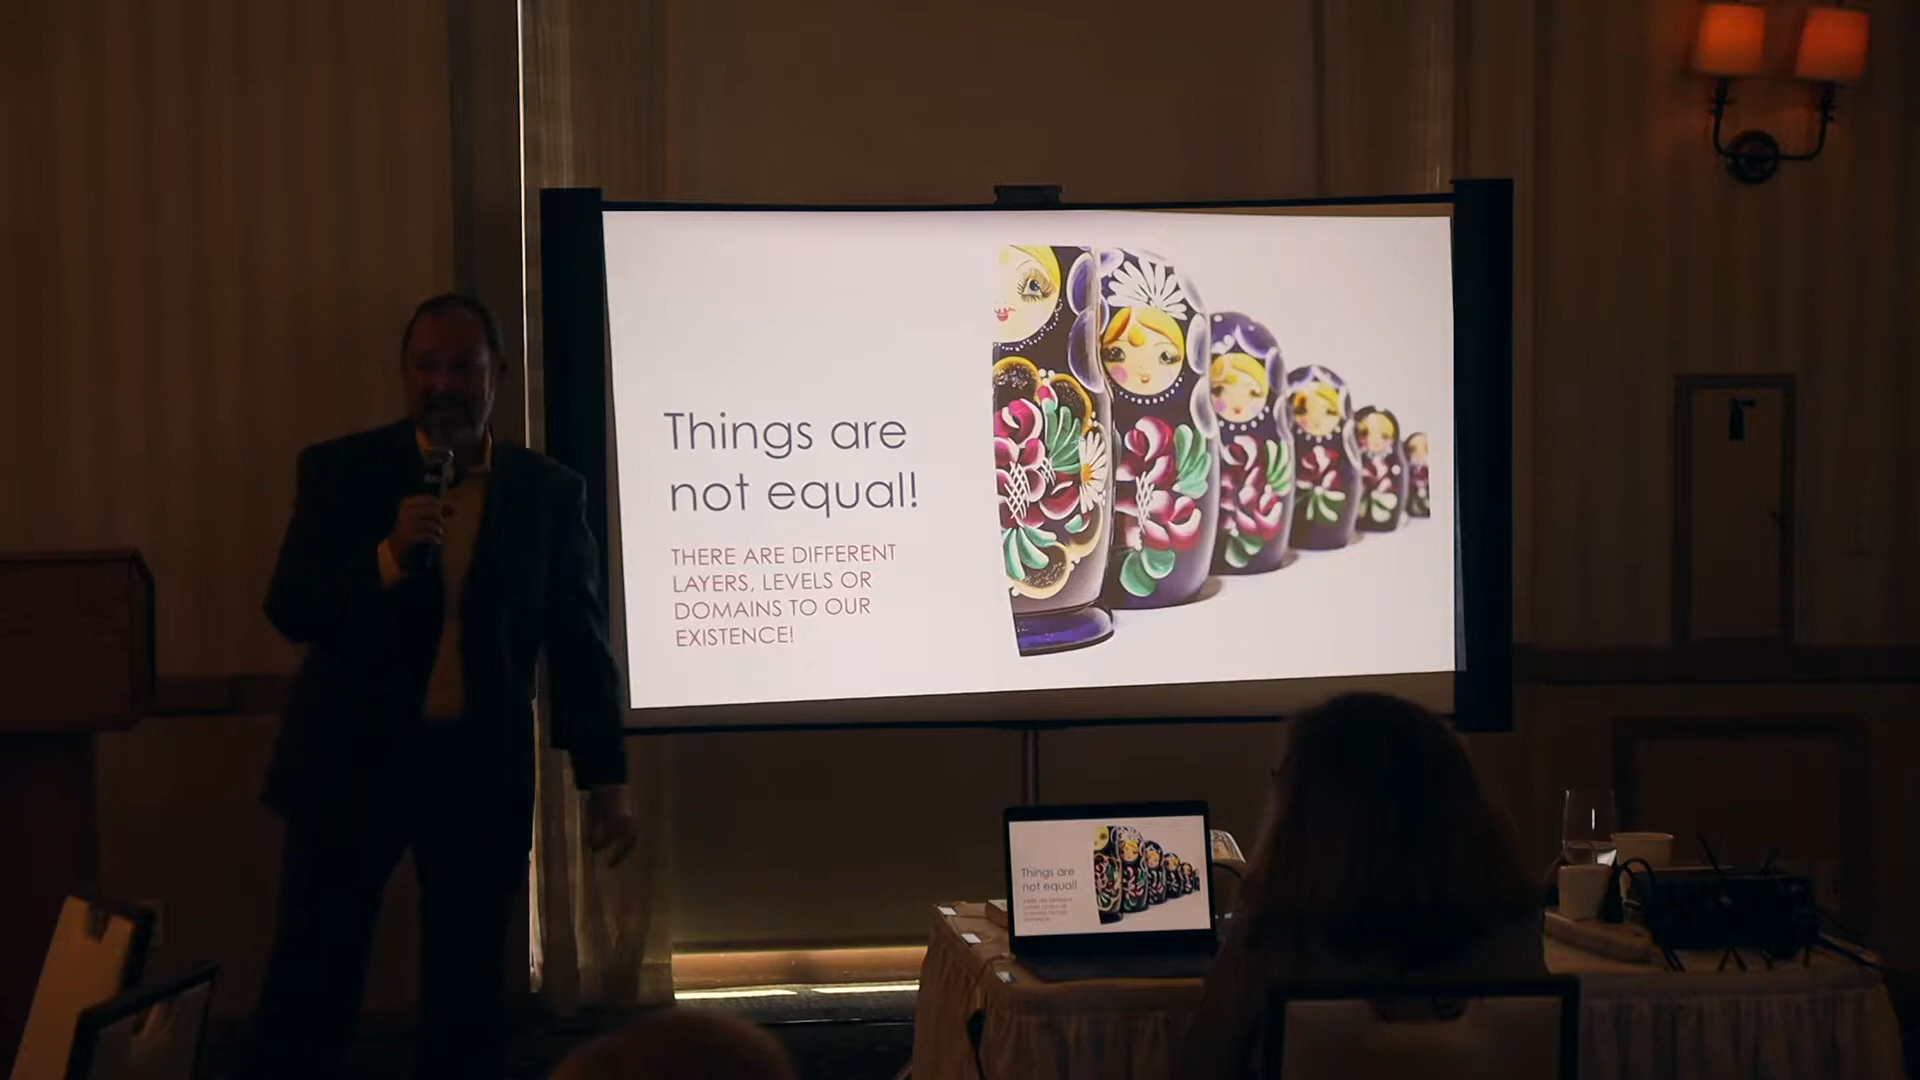 Things are
not equal!
THERE ARE DIFFERENT
LAYERS, LEVELS OR
DOMAINS TO OUR
EXISTENCE!
Things are
not equal!